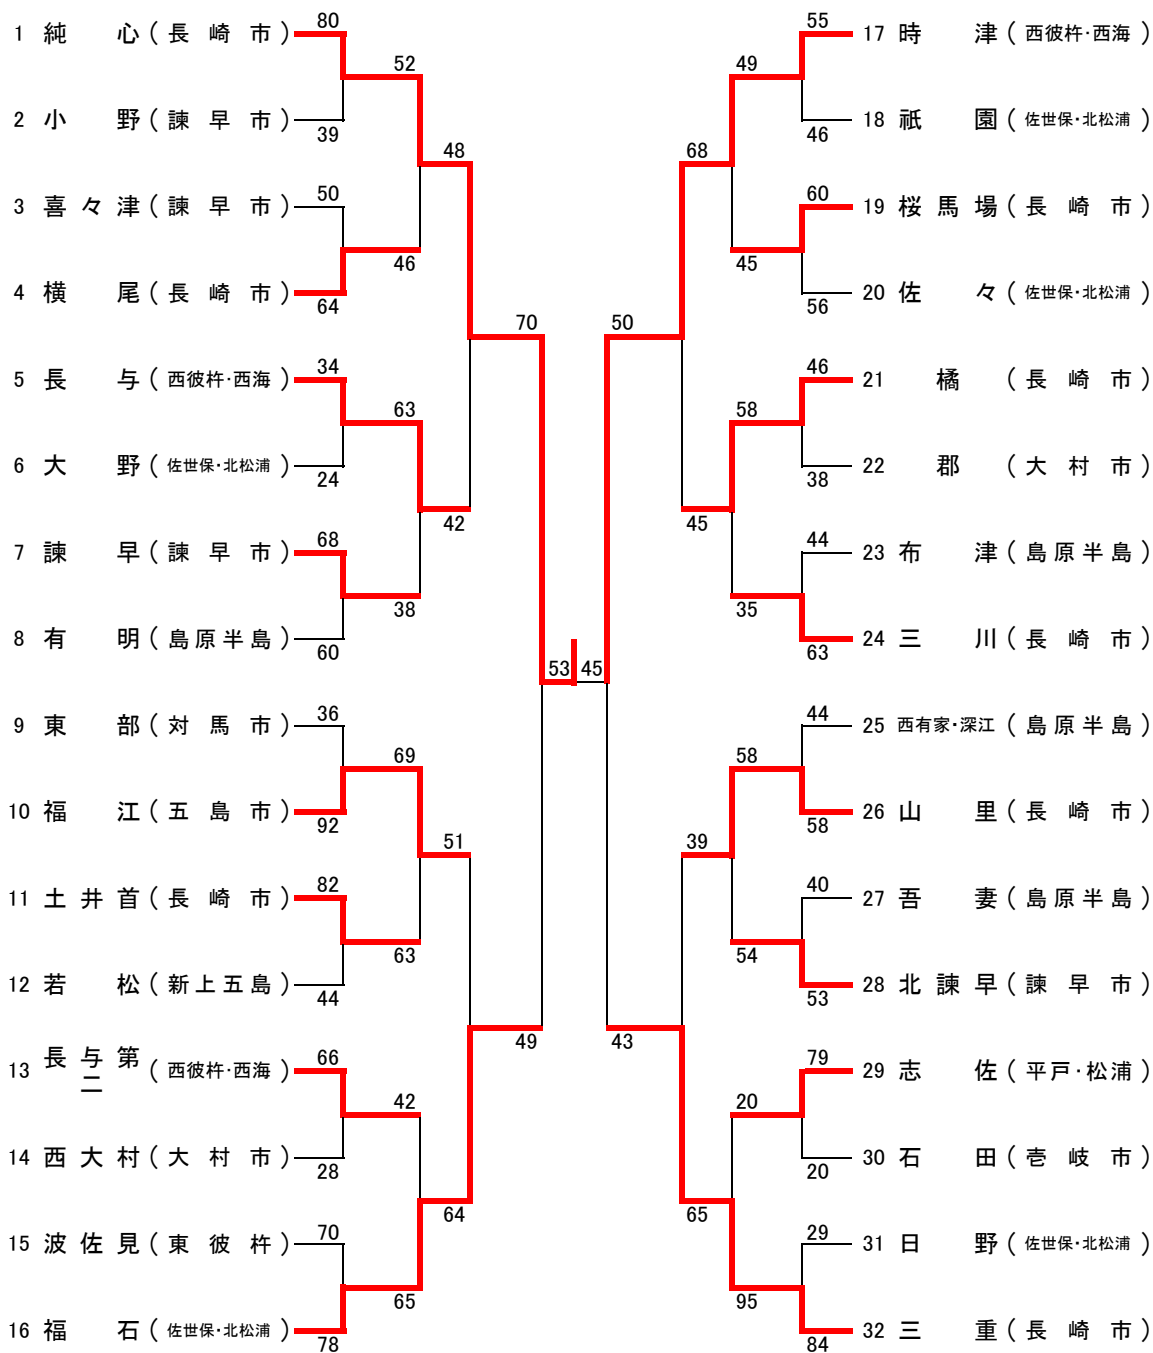 1 純心(長崎市) 80
52
2 小野(諫早市) 39
48
3 喜々津(諫早市) 50
46
4 横尾(長崎市) 64
70
5 長与(西彼杵・西海) 34
63
6 大野(佐世保・北松浦) 24
42
7 諫早(諫早市) 68
38
8 有明(島原半島) 60
53 45
9 東部(対馬市) 36
69
10 福江(五島市) 92
51
11 土井首(長崎市) 82
63
12 若松(新上五島) 44
49
13 長与第二(西彼杵・西海) 66
42
14 西大村(大村市) 28
64
15 波佐見(東彼杵) 70
65
16 福石(佐世保・北松浦) 78
55 17 時津(西彼杵・西海)
49
46 18 祇園(佐世保・北松浦)
68
60 19 桜馬場(長崎市)
45
56 20 佐々(佐世保・北松浦)
50
46 21 橘(長崎市)
58
38 22 郡(大村市)
45
44 23 布津(島原半島)
35
63 24 三川(長崎市)
44 25 西有家・深江(島原半島)
58
58 26 山里(長崎市)
39
40 27 吾妻(島原半島)
54
53 28 北諫早(諫早市)
43
79 29 志佐(平戸・松浦)
20
20 30 石田(壱岐市)
65
29 31 日野(佐世保・北松浦)
95
84 32 三重(長崎市)